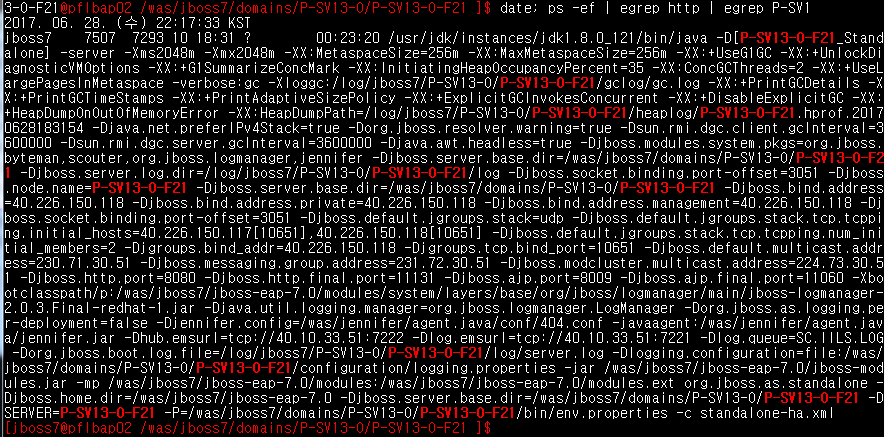 3-0-F21@pflbap02 /was/jboss7/domains/P-SV13-0/P-SV13-0-F21 ]$ date; ps -ef | egrep http | egrep P-SV1
2017. 06. 28. (수) 22:17:33 KST
jboss7    7507  7293 10 18:31 ?        00:23:20 /usr/jdk/instances/jdk1.8.0_121/bin/java -D[P-SV13-0-F21_Stand
alone] -server -Xms2048m -Xmx2048m -XX:MetaspaceSize=256m -XX:MaxMetaspaceSize=256m -XX:+UseG1GC -XX:+UnlockDi
agnosticVMOptions -XX:+G1SummarizeConcMark -XX:InitiatingHeapOccupancyPercent=35 -XX:ConcGCThreads=2 -XX:+UseL
argePagesInMetaspace -verbose:gc -Xloggc:/log/jboss7/P-SV13-0/P-SV13-0-F21/gclog/gc.log -XX:+PrintGCDetails -X
X:+PrintGCTimeStamps -XX:+PrintAdaptiveSizePolicy -XX:+ExplicitGCInvokesConcurrent -XX:+DisableExplicitGC -XX:
+HeapDumpOnOutOfMemoryError -XX:HeapDumpPath=/log/jboss7/P-SV13-0/P-SV13-0-F21/heaplog/P-SV13-0-F21.hprof.2017
0628183154 -Djava.net.preferIPv4Stack=true -Dorg.jboss.resolver.warning=true -Dsun.rmi.dgc.client.gcInterval=3
600000 -Dsun.rmi.dgc.server.gcInterval=3600000 -Djava.awt.headless=true -Djboss.modules.system.pkgs=org.jboss.
byteman,scouter,org.jboss.logmanager,jennifer -Djboss.server.base.dir=/was/jboss7/domains/P-SV13-0/P-SV13-0-F2
1 -Djboss.server.log.dir=/log/jboss7/P-SV13-0/P-SV13-0-F21/log -Djboss.socket.binding.port-offset=3051 -Djboss
.node.name=P-SV13-0-F21 -Djboss.server.base.dir=/was/jboss7/domains/P-SV13-0/P-SV13-0-F21 -Djboss.bind.address
=40.226.150.118 -Djboss.bind.address.private=40.226.150.118 -Djboss.bind.address.management=40.226.150.118 -Dj
boss.socket.binding.port-offset=3051 -Djboss.default.jgroups.stack=udp -Djboss.default.jgroups.stack.tcp.tcpp
ing.initial_hosts=40.226.150.117[10651],40.226.150.118[10651] -Djboss.default.jgroups.stack.tcp.tcpping.num_ini
tial_members=2 -Djgroups.bind_addr=40.226.150.118 -Djgroups.tcp.bind_port=10651 -Djboss.default.multicast.addr
ess=230.71.30.51 -Djboss.messaging.group.address=231.72.30.51 -Djboss.modcluster.multicast.address=224.73.30.5
1 -Djboss.http.port=8080 -Djboss.http.final.port=11131 -Djboss.ajp.port=8009 -Djboss.ajp.final.port=11060 -Xbo
otclasspath/p:/was/jboss7/jboss-eap-7.0/modules/system/layers/base/org/jboss/logmanager/main/jboss-logmanager-
2.0.3.Final-redhat-1.jar -Djava.util.logging.manager=org.jboss.logmanager.LogManager -Dorg.jboss.as.logging.pe
r-deployment=false -Djennifer.config=/was/jennifer/agent.java/conf/404.conf -javaagent:/was/jennifer/agent.jav
a/jennifer.jar -Dhub.emsurl=tcp://40.10.33.51:7222 -Dlog.emsurl=tcp://40.10.33.51:7221 -Dlog.queue=SC.IILS.LOG
 -Dorg.jboss.boot.log.file=/log/jboss7/P-SV13-0/P-SV13-0-F21/log/server.log -Dlogging.configuration=file:/was/
jboss7/domains/P-SV13-0/P-SV13-0-F21/configuration/logging.properties -jar /was/jboss7/jboss-eap-7.0/jboss-mod
ules.jar -mp /was/jboss7/jboss-eap-7.0/modules:/was/jboss7/jboss-eap-7.0/modules.ext org.jboss.as.standalone -
Djboss.home.dir=/was/jboss7/jboss-eap-7.0 -Djboss.server.base.dir=/was/jboss7/domains/P-SV13-0/P-SV13-0-F21 -D
SERVER=P-SV13-0-F21 -P=/was/jboss7/domains/P-SV13-0/P-SV13-0-F21/bin/env.properties -c standalone-ha.xml
[jboss7@pflbap02 /was/jboss7/domains/P-SV13-0/P-SV13-0-F21 ]$